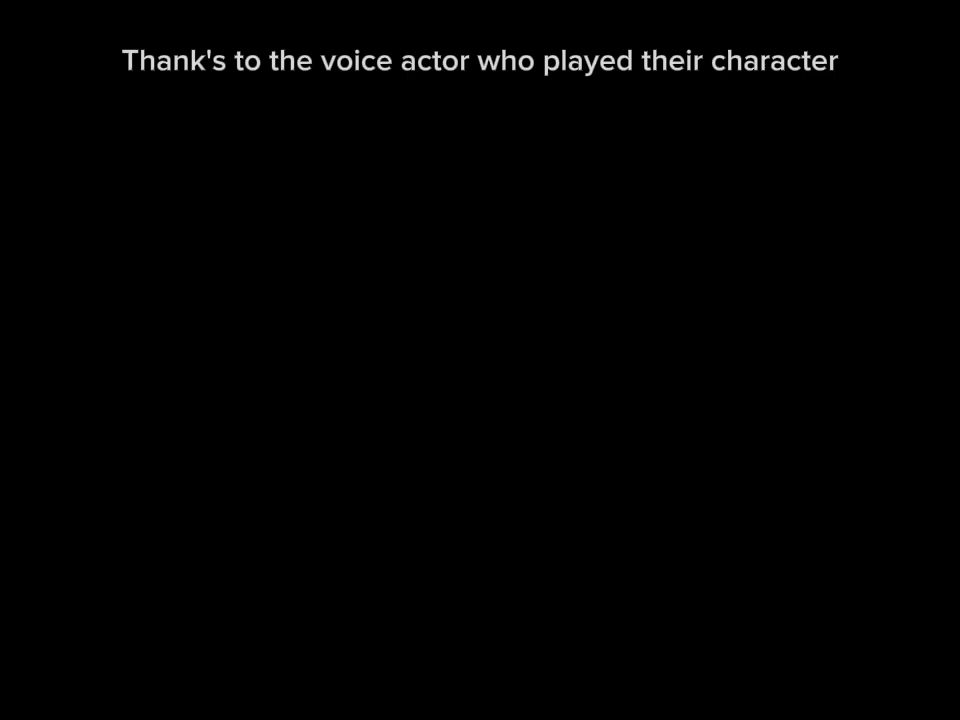 Thank's to the voice actor who played their character